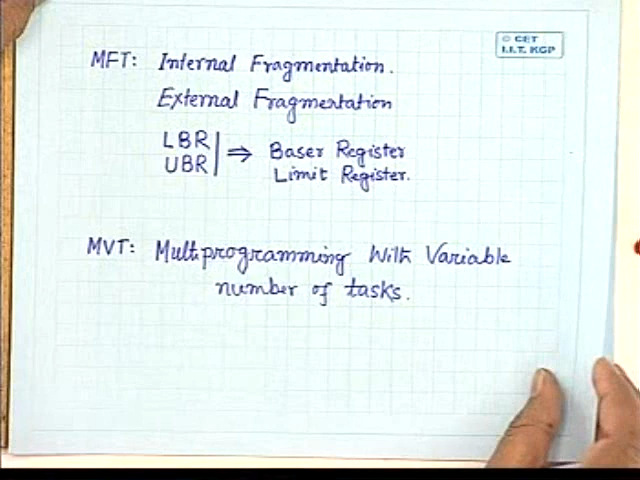 © CET
I.I.T. KGP
MFT: Internal Fragmentation.
External Fragmentation
LBR
UBR
⇒ Baser Register
Limit Register.
MVT: Multiprogramming With Variable
number of tasks.